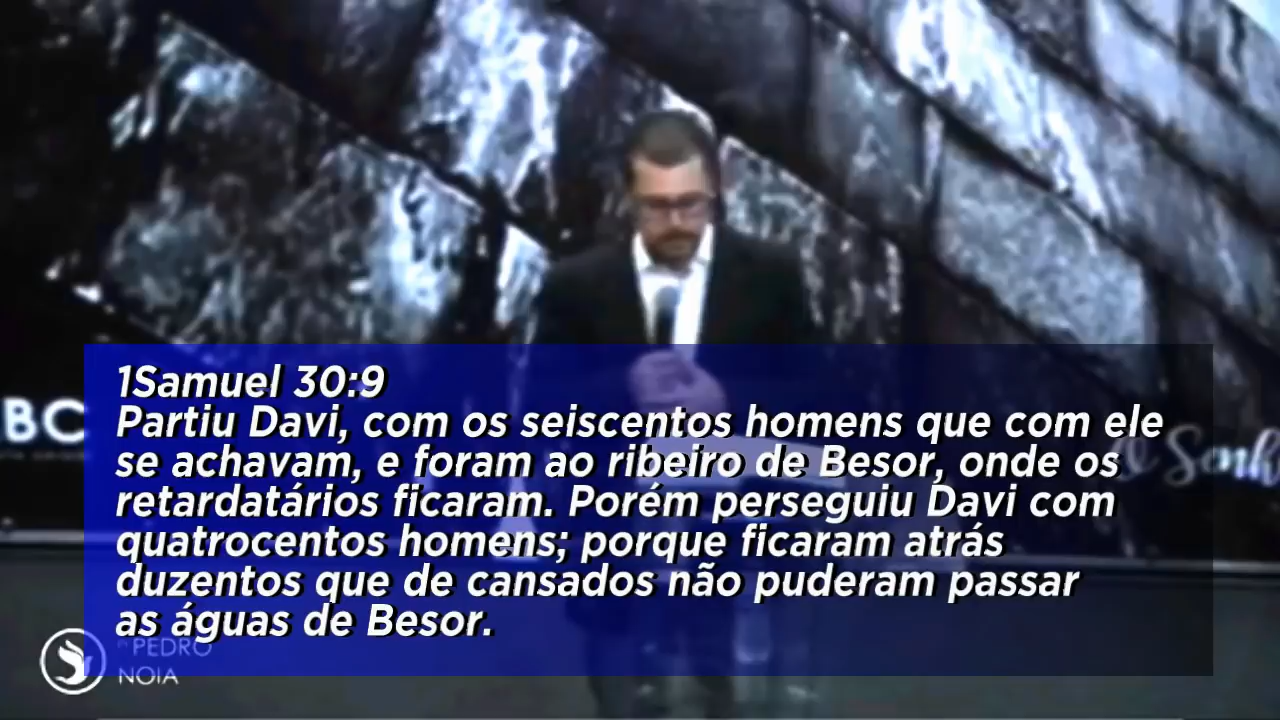 1Samuel 30:9
Partiu Davi, com os seiscentos homens que com ele
se achavam, e foram ao ribeiro de Besor, onde os
retardatários ficaram. Porém perseguiu Davi com
quatrocentos homens; porque ficaram atrás
duzentos que de cansados não puderam passar
as águas de Besor.
BC
PEDRO
NOIA